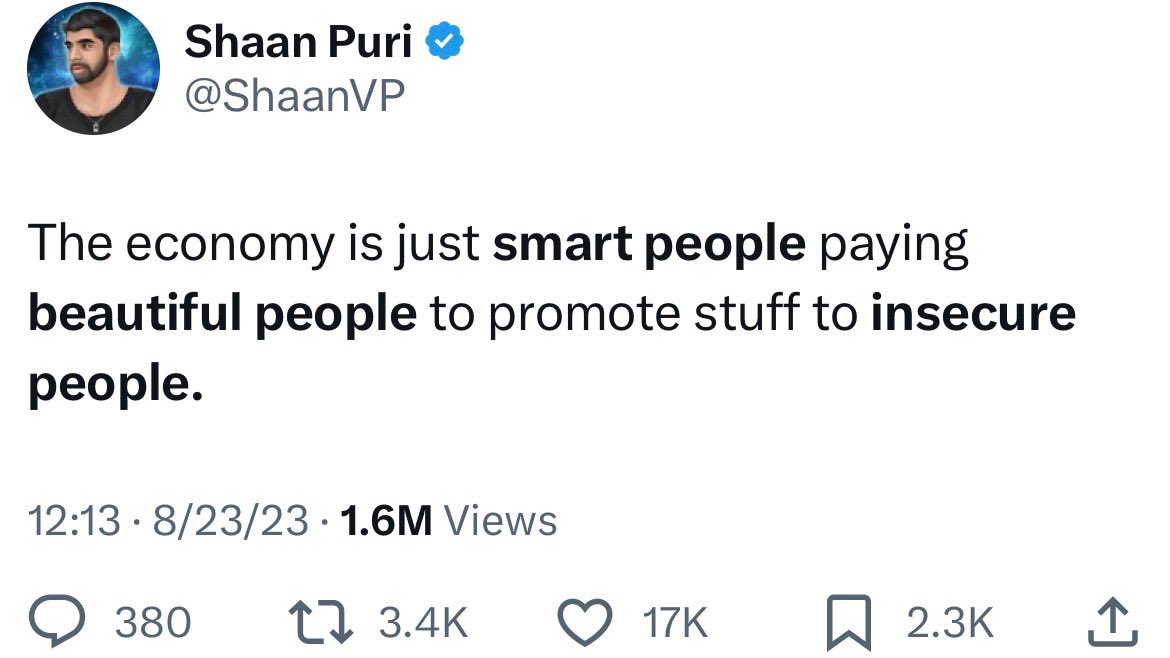 Shaan Puri
@ShaanVP
The economy is just smart people paying
beautiful people to promote stuff to insecure
people.
12:13 · 8/23/23 · 1.6M Views
380 3.4K 17K 2.3K